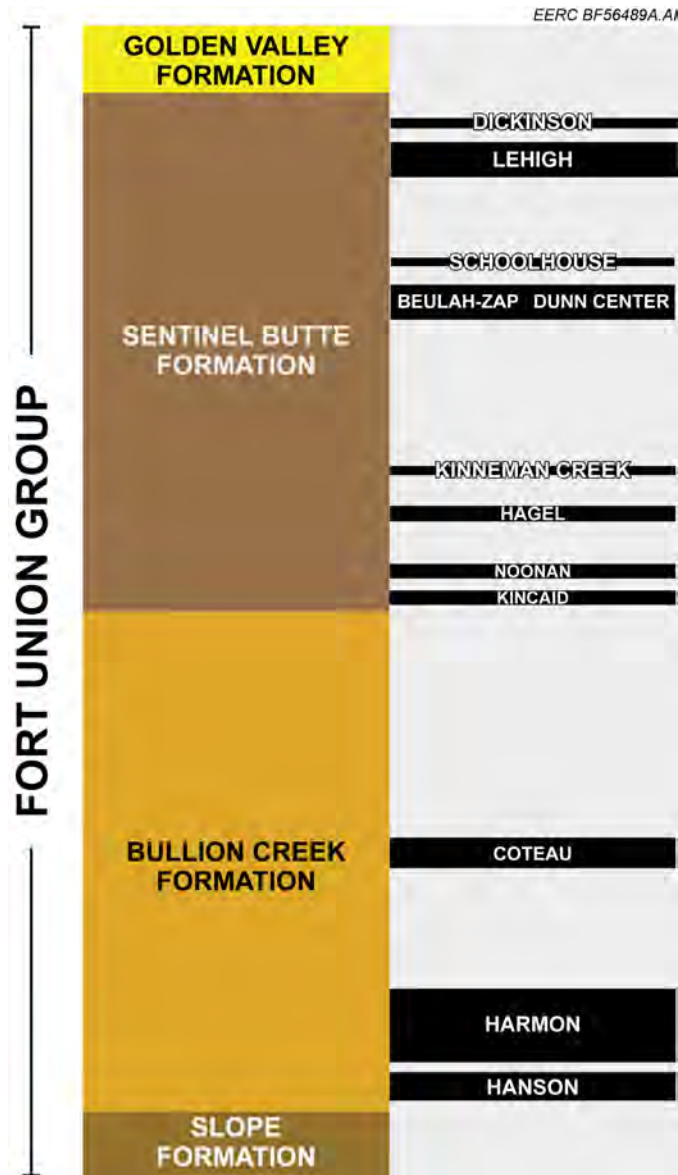 EERC BF56489A.AI
GOLDEN VALLEY
FORMATION
DICKINSON
LEHIGH
SCHOOLHOUSE
BEULAH-ZAP DUNN CENTER
SENTINEL BUTTE
FORMATION
FORT UNION GROUP
KINNEMAN CREEK
HAGEL
NOONAN
KINCAID
BULLION CREEK
FORMATION
COTEAU
HARMON
HANSON
SLOPE
FORMATION